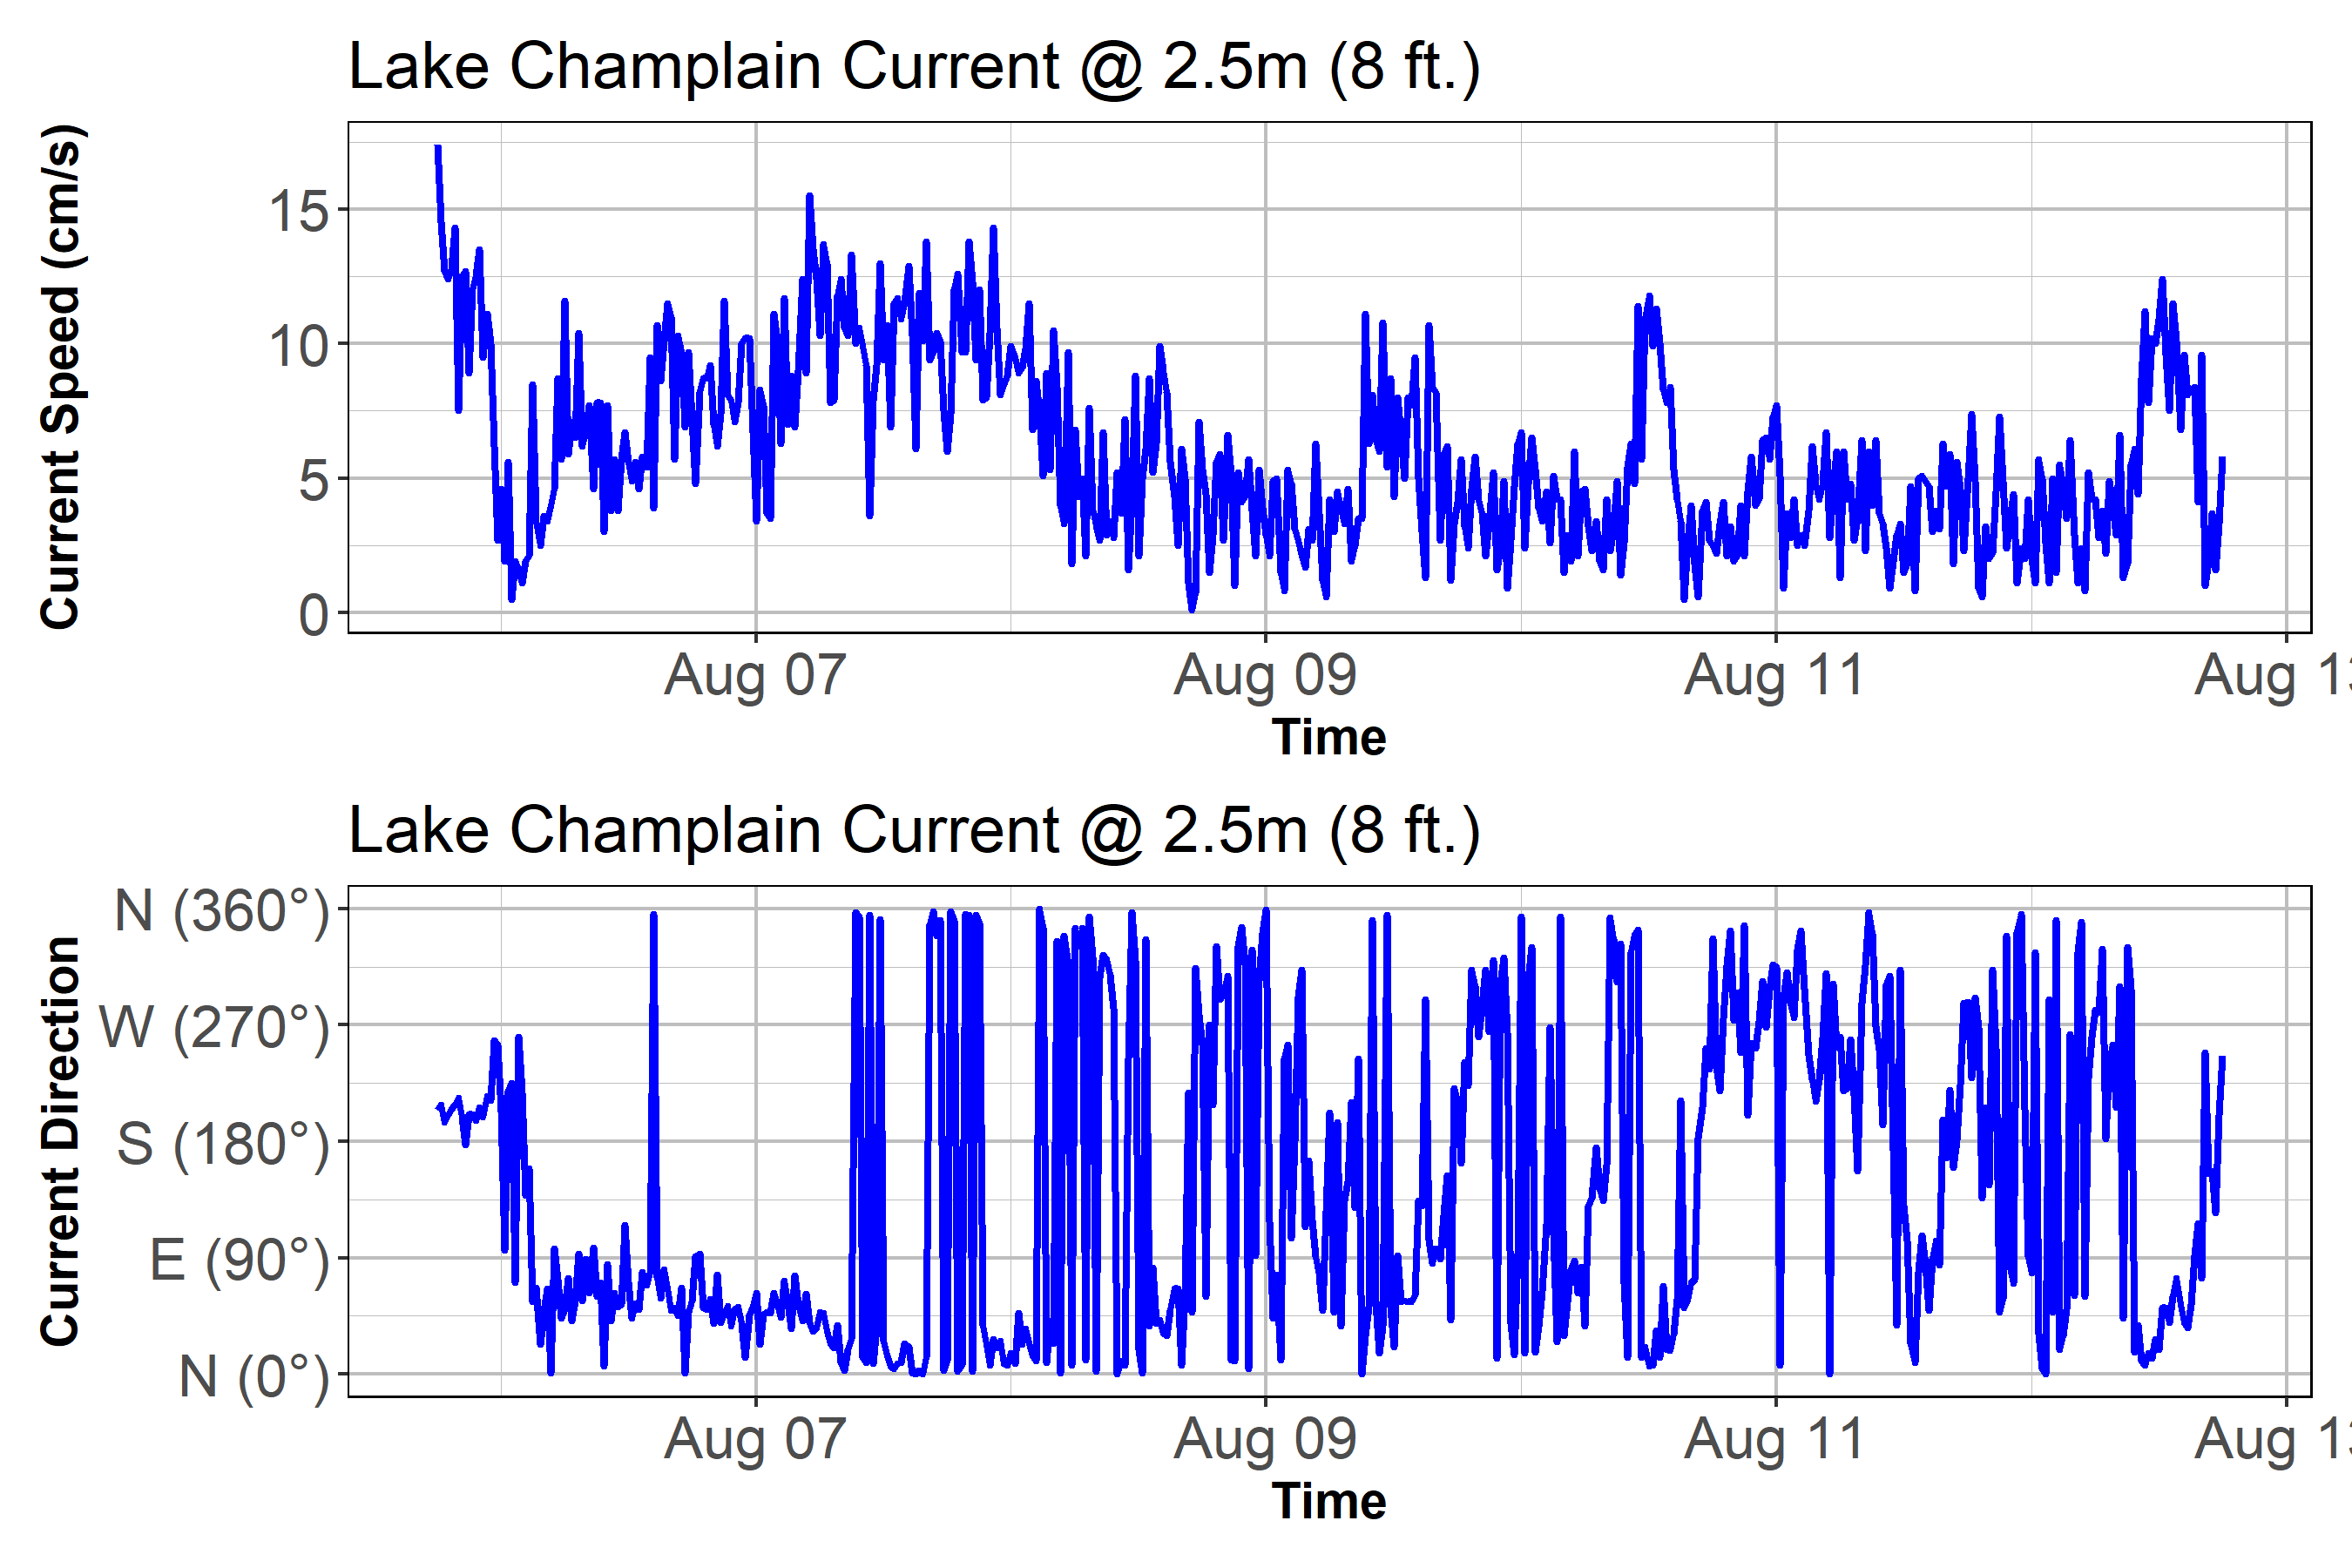 Lake Champlain Current @ 2.5m (8 ft.)
Current Speed (cm/s)
15
10
5
0
Aug 07 Aug 09 Aug 11 Aug 13
Time
Lake Champlain Current @ 2.5m (8 ft.)
Current Direction
N (360°)
W (270°)
S (180°)
E (90°)
N (0°)
Aug 07 Aug 09 Aug 11 Aug 13
Time